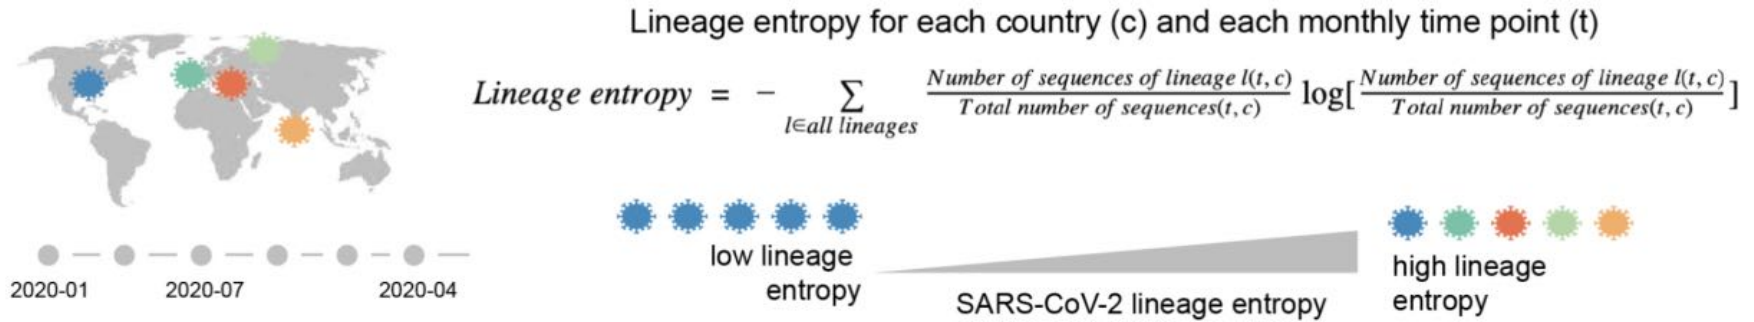 Lineage entropy for each country (c) and each monthly time point (t)
Lineage entropy = − ∑ l∈all lineages Number of sequences of lineage l(t, c) / Total number of sequences(t, c) log[ Number of sequences of lineage l(t, c) / Total number of sequences(t, c) ]
low lineage
entropy
SARS-CoV-2 lineage entropy
high lineage
entropy
2020-01 2020-07 2020-04